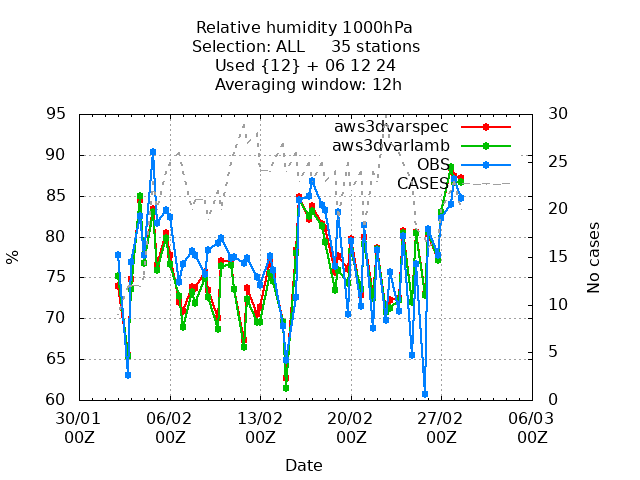 Relative humidity 1000hPa
Selection: ALL     35 stations
Used {12} + 06 12 24
Averaging window: 12h
95
90
85
80
75
70
65
60
%
30
25
20
15
10
5
0
No cases
aws3dvarspec
aws3dvarlamb
OBS
CASES
30/01 06/02 13/02 20/02 27/02 06/03
00Z 00Z 00Z 00Z 00Z 00Z
Date